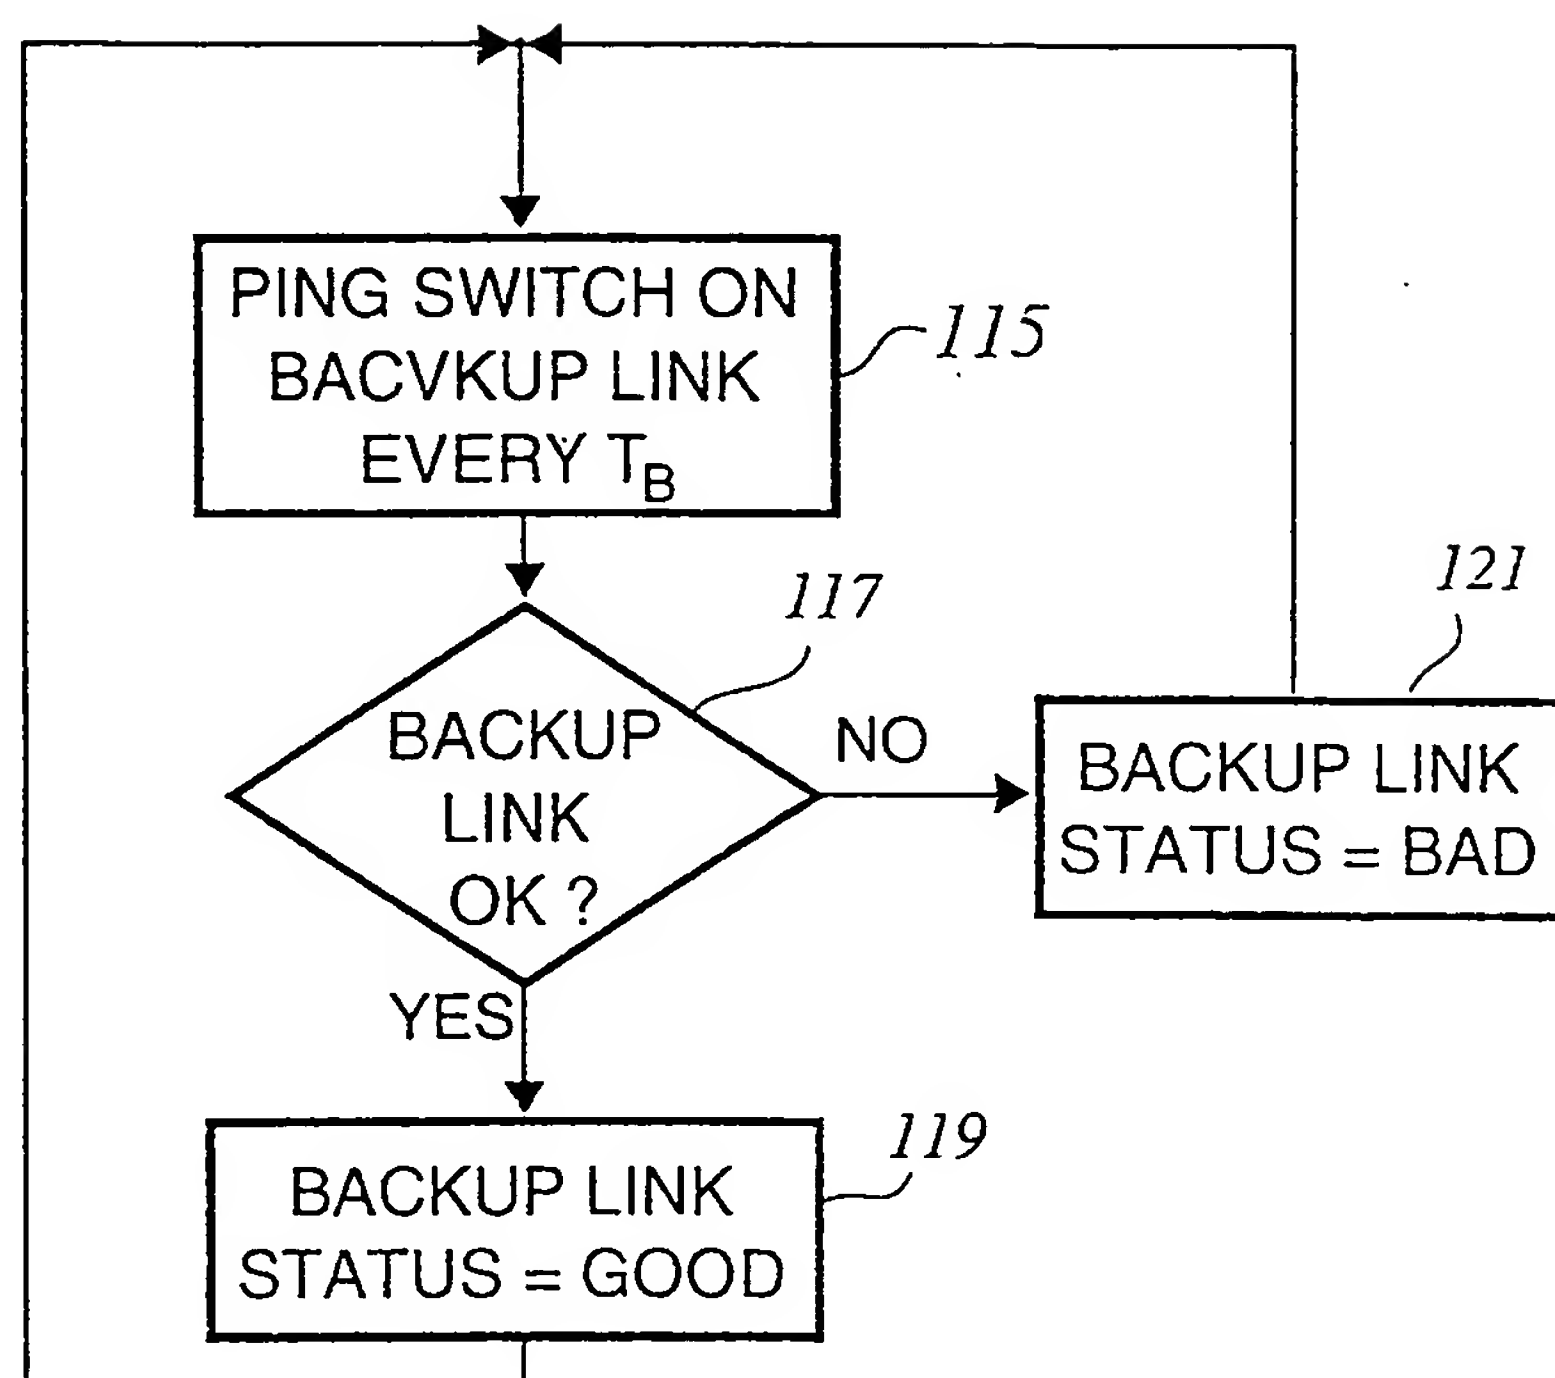 PING SWITCH ON
BACVKUP LINK
EVERY T_B
115
117
BACKUP
LINK
OK ?
NO
121
BACKUP LINK
STATUS = BAD
YES
119
BACKUP LINK
STATUS = GOOD